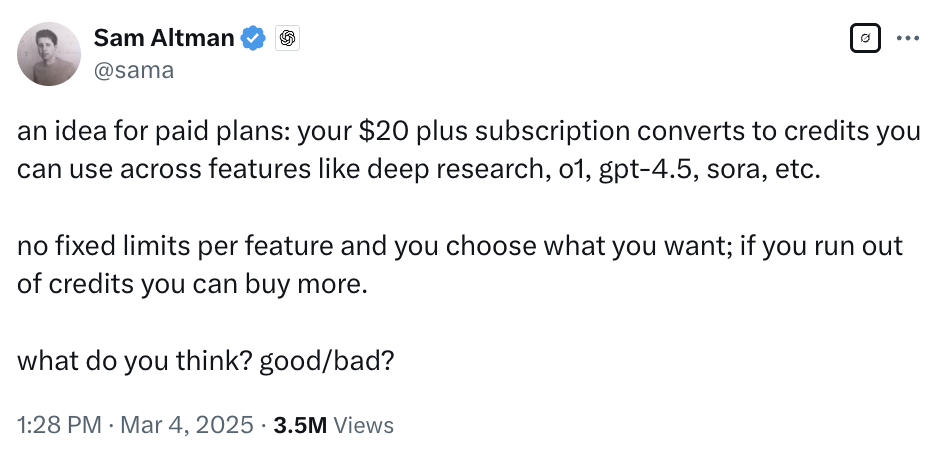 Sam Altman
@sama
an idea for paid plans: your $20 plus subscription converts to credits you
can use across features like deep research, o1, gpt-4.5, sora, etc.
no fixed limits per feature and you choose what you want; if you run out
of credits you can buy more.
what do you think? good/bad?
1:28 PM · Mar 4, 2025 · 3.5M Views